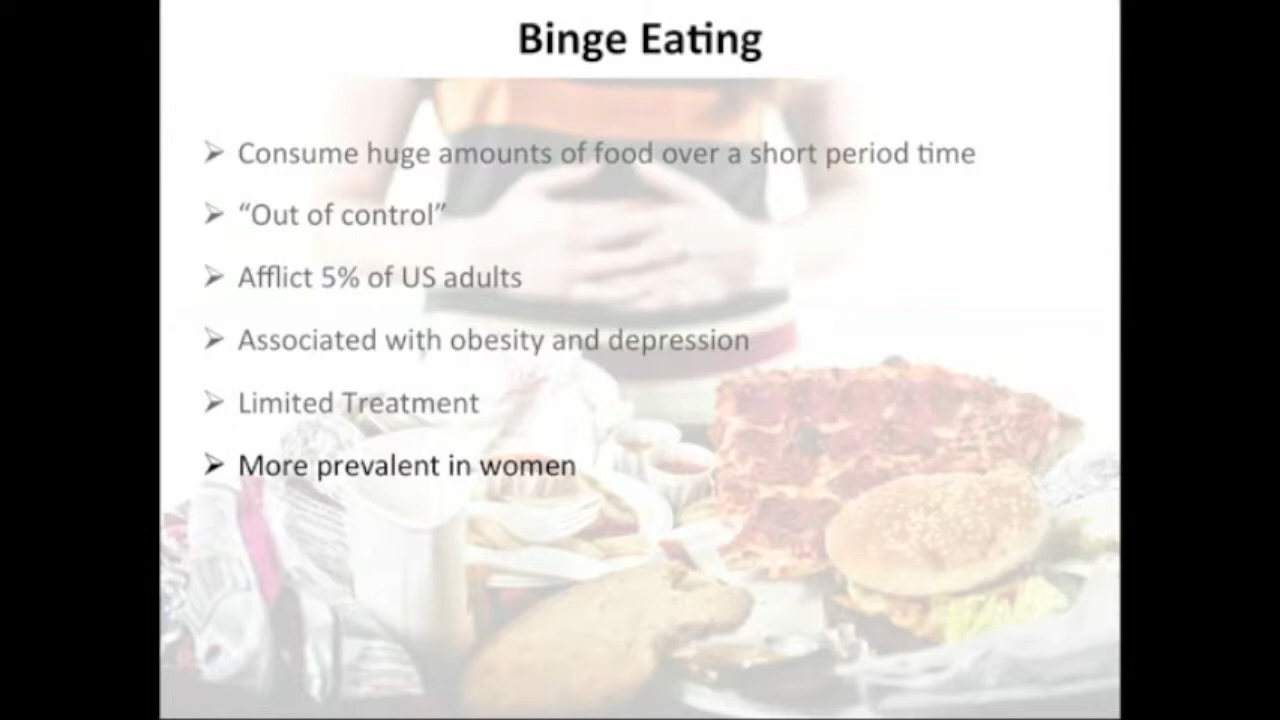 Binge Eating
➢ Consume huge amounts of food over a short period time
➢ “Out of control”
➢ Afflict 5% of US adults
➢ Associated with obesity and depression
➢ Limited Treatment
➢ More prevalent in women